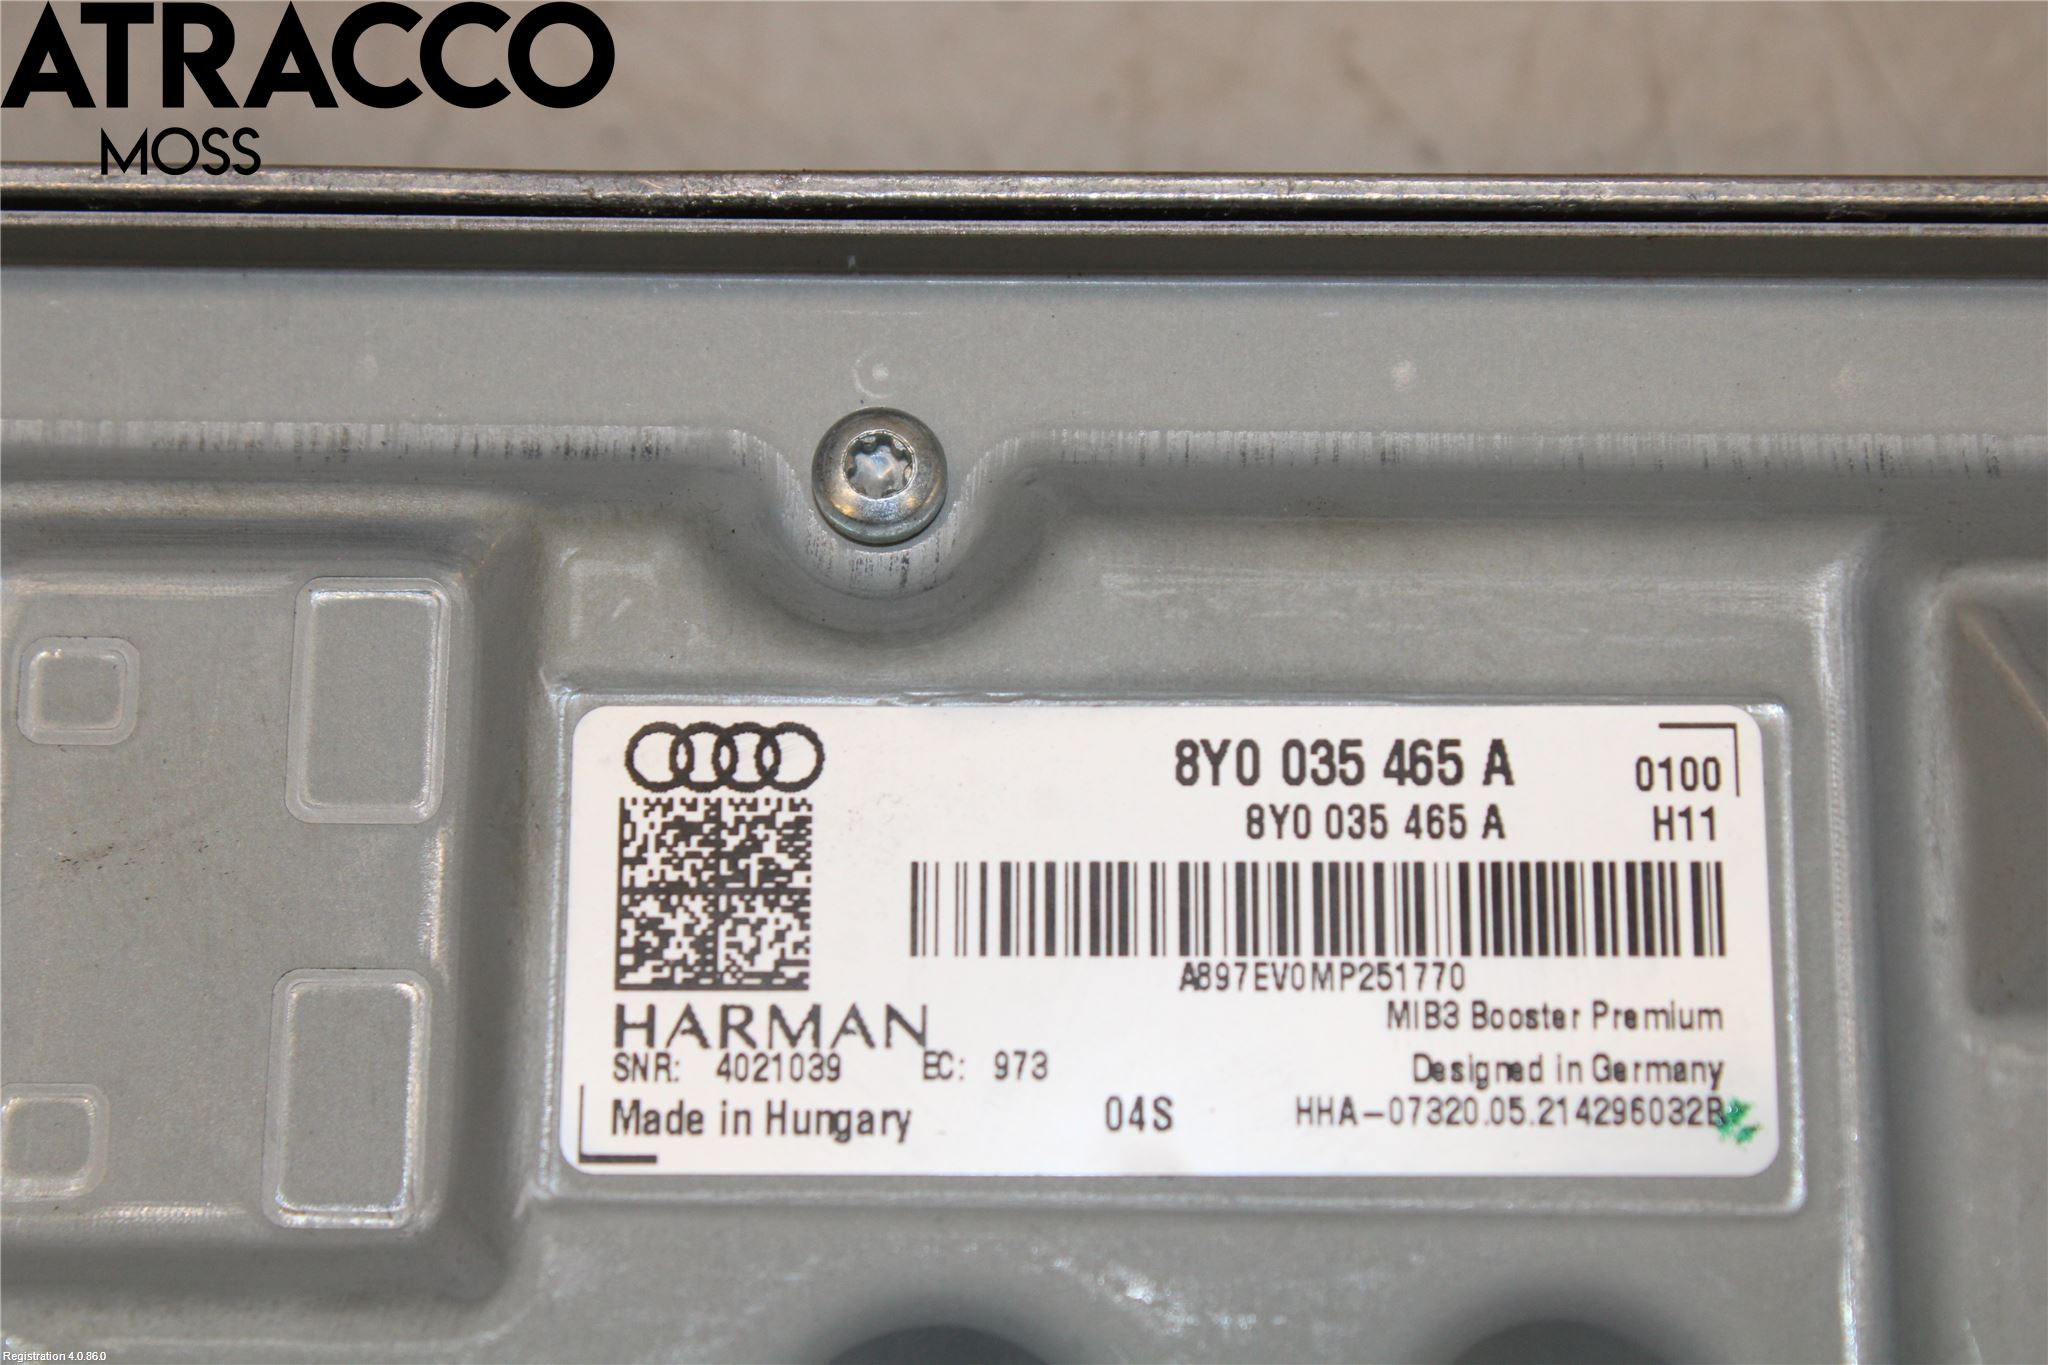 ATRACCO
MOSS
8Y0 035 465 A
0100
8Y0 035 465 A
H11
A897EV0MP251770
HARMAN
MIB3 Booster Premium
SNR: 4021039 EC: 973
Designed in Germany
Made in Hungary 04S HHA-07320.05.214296032B
Registration 4.0.86.0